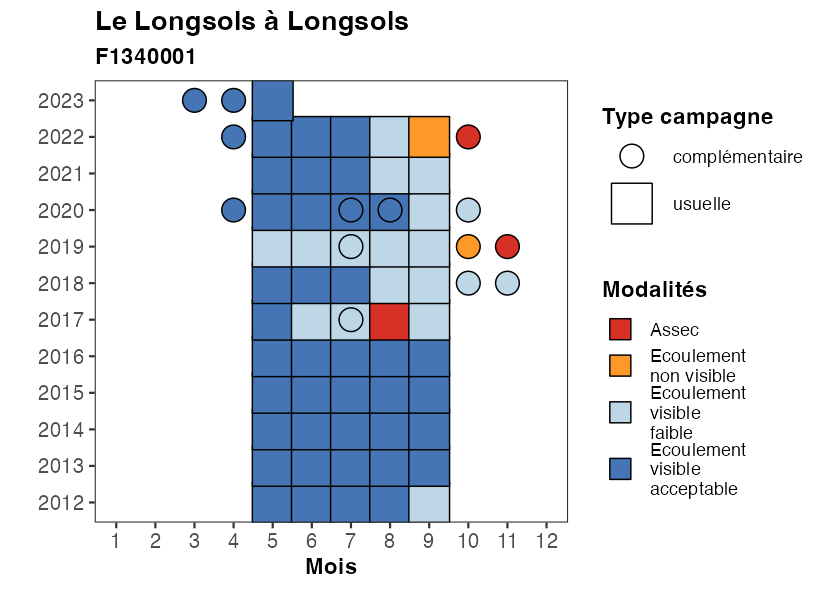 Le Longsols à Longsols
F1340001
2023
2022
2021
2020
2019
2018
2017
2016
2015
2014
2013
2012
1 2 3 4 5 6 7 8 9 10 11 12
Mois
Type campagne
complémentaire
usuelle
Modalités
Assec
Ecoulement
non visible
Ecoulement
visible
faible
Ecoulement
visible
acceptable